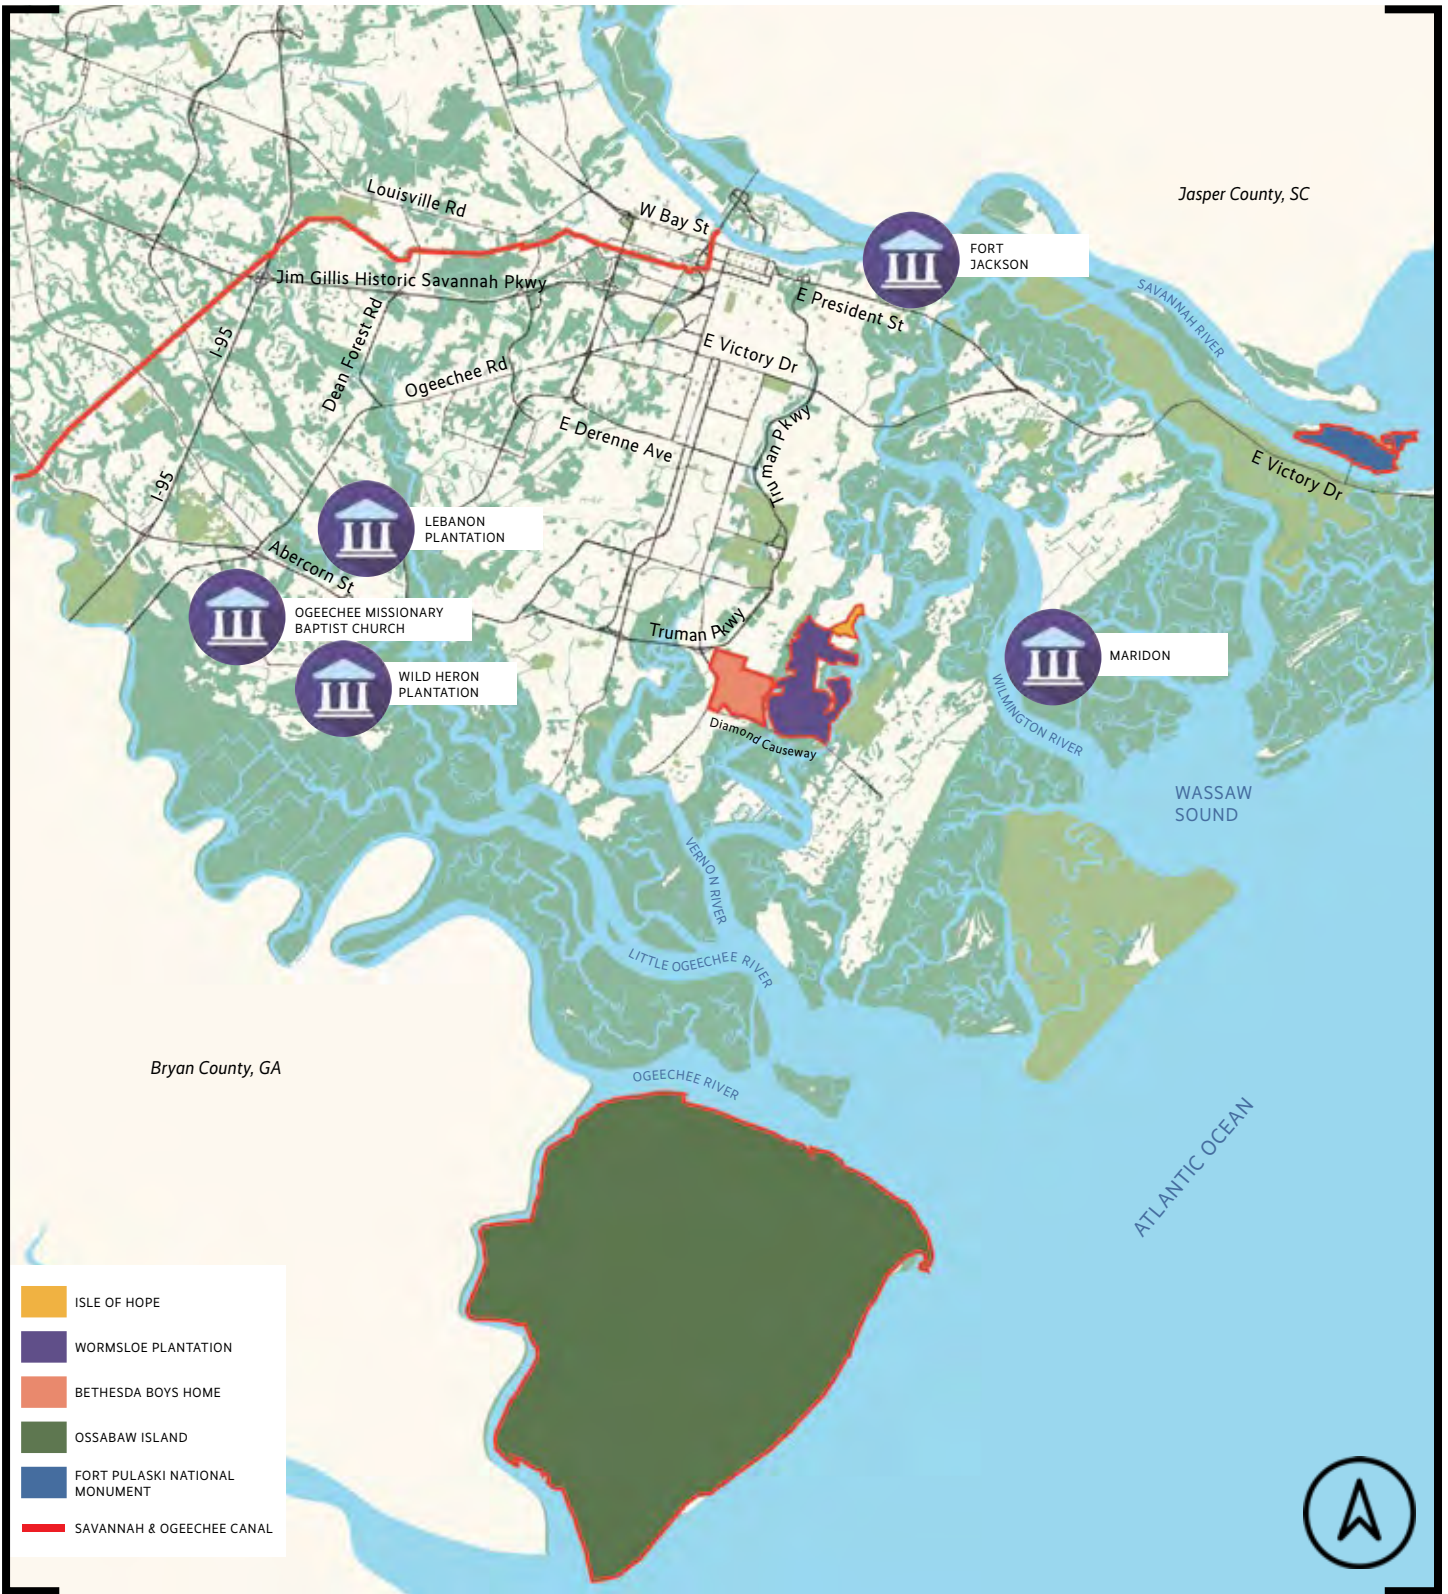 Jasper County, SC
Louisville Rd
W Bay St
FORT
JACKSON
Jim Gillis Historic Savannah Pkwy
SAVANNAH RIVER
E President St
I-95
Dean Forest Rd
E Victory Dr
Ogeechee Rd
Truman Pkwy
E Derenne Ave
E Victory Dr
I-95
LEBANON
PLANTATION
Abercorn St
OGEECHEE MISSIONARY
BAPTIST CHURCH
Truman Pkwy
MARIDON
WILD HERON
PLANTATION
WILMINGTON RIVER
Diamond Causeway
WASSAW
SOUND
VERNON RIVER
LITTLE OGEECHEE RIVER
Bryan County, GA
OGEECHEE RIVER
ATLANTIC OCEAN
ISLE OF HOPE
WORMSLOE PLANTATION
BETHESDA BOYS HOME
OSSABAW ISLAND
FORT PULASKI NATIONAL
MONUMENT
SAVANNAH & OGEECHEE CANAL